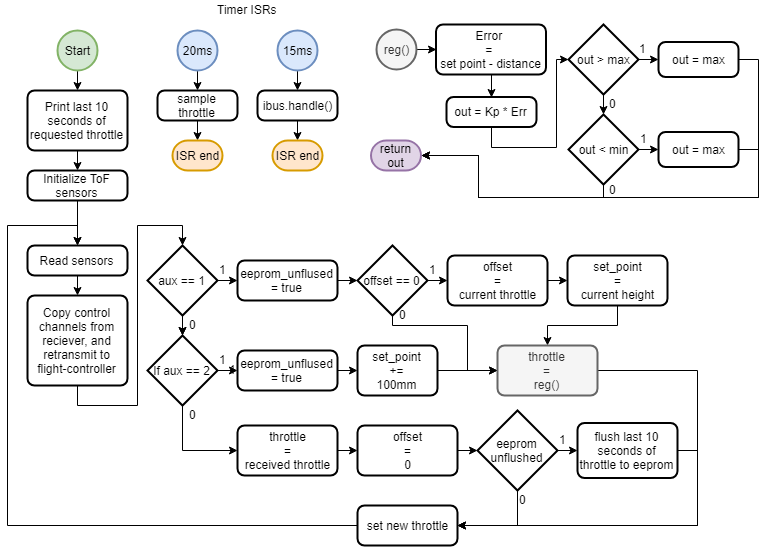 Timer ISRs
Start
20ms
15ms
Print last 10
seconds of
requested throttle
sample
throttle
ibus.handle()
ISR end
ISR end
Initialize ToF
sensors
reg()
Error
=
set point - distance
out = Kp * Err
out > max
1
out = max
0
out < min
1
out = max
0
return
out
Read sensors
Copy control
channels from
reciever, and
retransmit to
flight-controller
aux == 1
1
eeprom_unflused
= true
offset == 0
1
offset
=
current throttle
set_point
=
current height
0
0
If aux == 2
1
eeprom_unflused
= true
set_point
+=
100mm
throttle
=
reg()
0
throttle
=
received throttle
offset
=
0
eeprom
unflushed
1
flush last 10
seconds of
throttle to eeprom
0
set new throttle